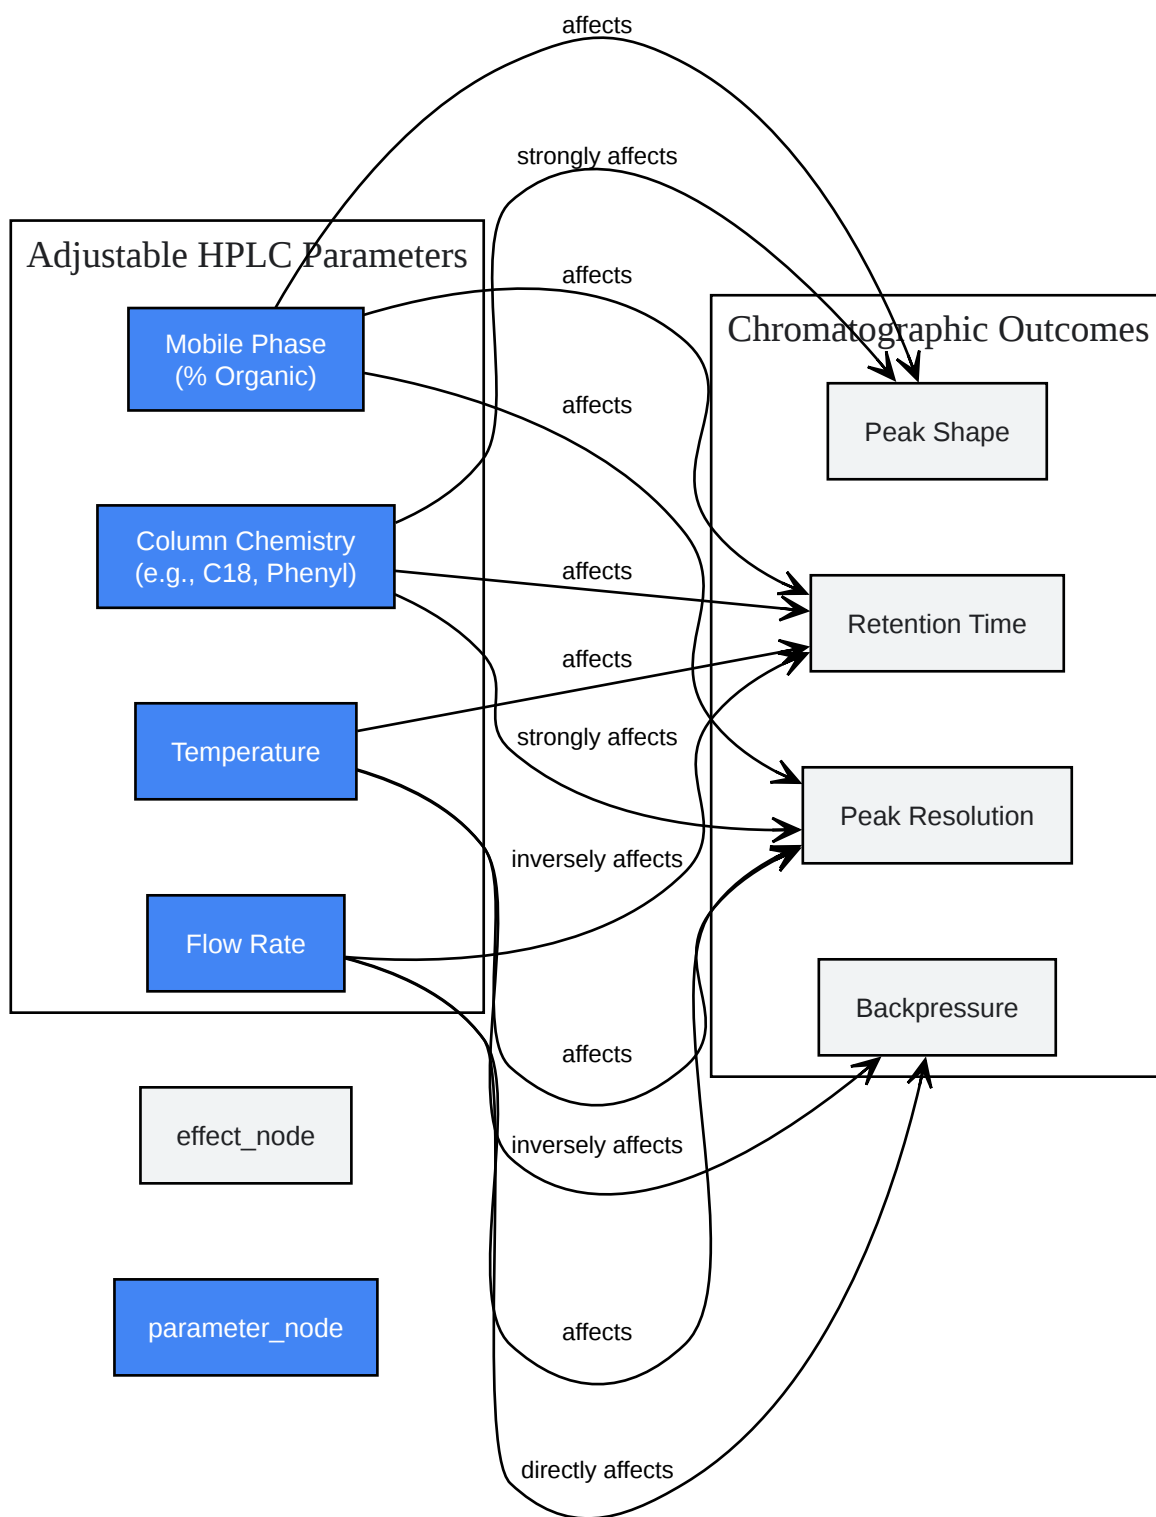 affects
strongly affects
Adjustable HPLC Parameters
affects
Chromatographic Outcomes
Mobile Phase
(% Organic)
affects
Peak Shape
Column Chemistry
(e.g., C18, Phenyl)
affects
Retention Time
affects
strongly affects
Temperature
Peak Resolution
inversely affects
Flow Rate
Backpressure
affects
effect_node
inversely affects
parameter_node
affects
directly affects